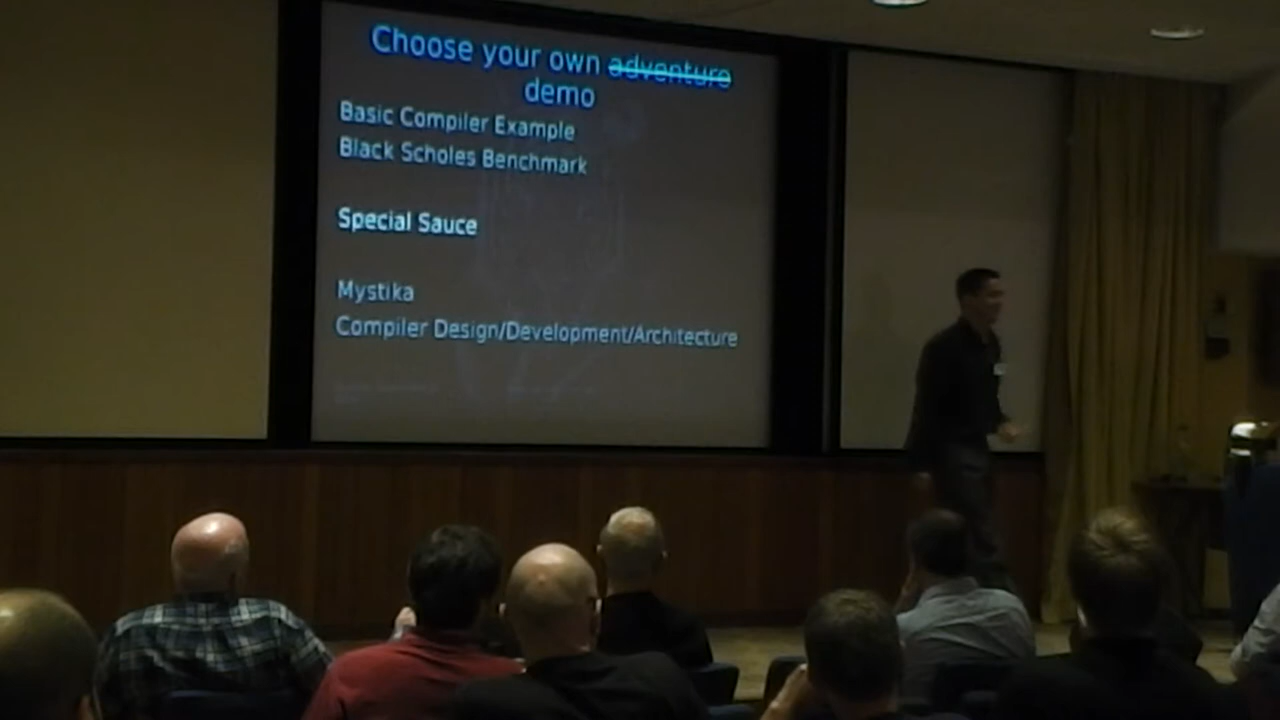 Choose your own adventure
demo
Basic Compiler Example
Black Scholes Benchmark
Special Sauce
Mystika
Compiler Design/Development/Architecture